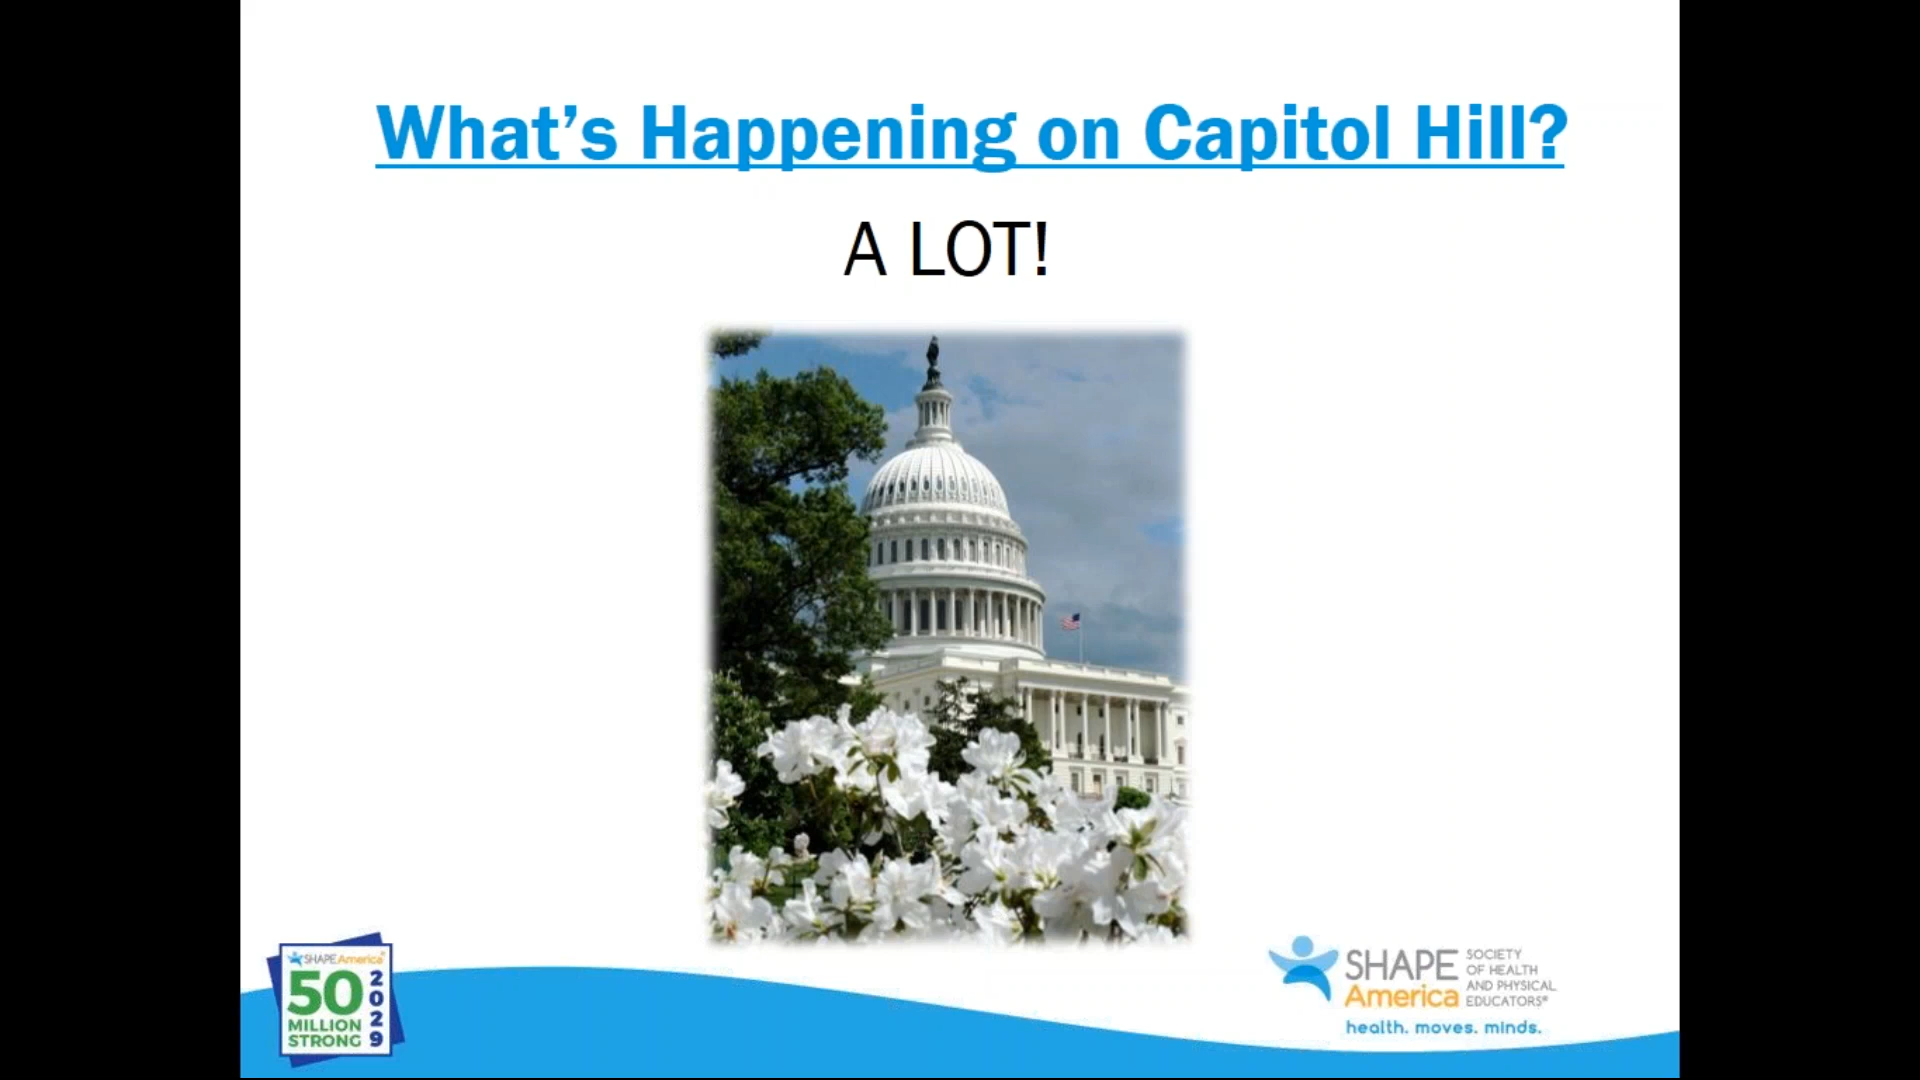 What’s Happening on Capitol Hill?
A LOT!
SHAPE America
50
MILLION
STRONG
2029
SHAPE
America
SOCIETY
OF HEALTH
AND PHYSICAL
EDUCATORS®
health. moves. minds.